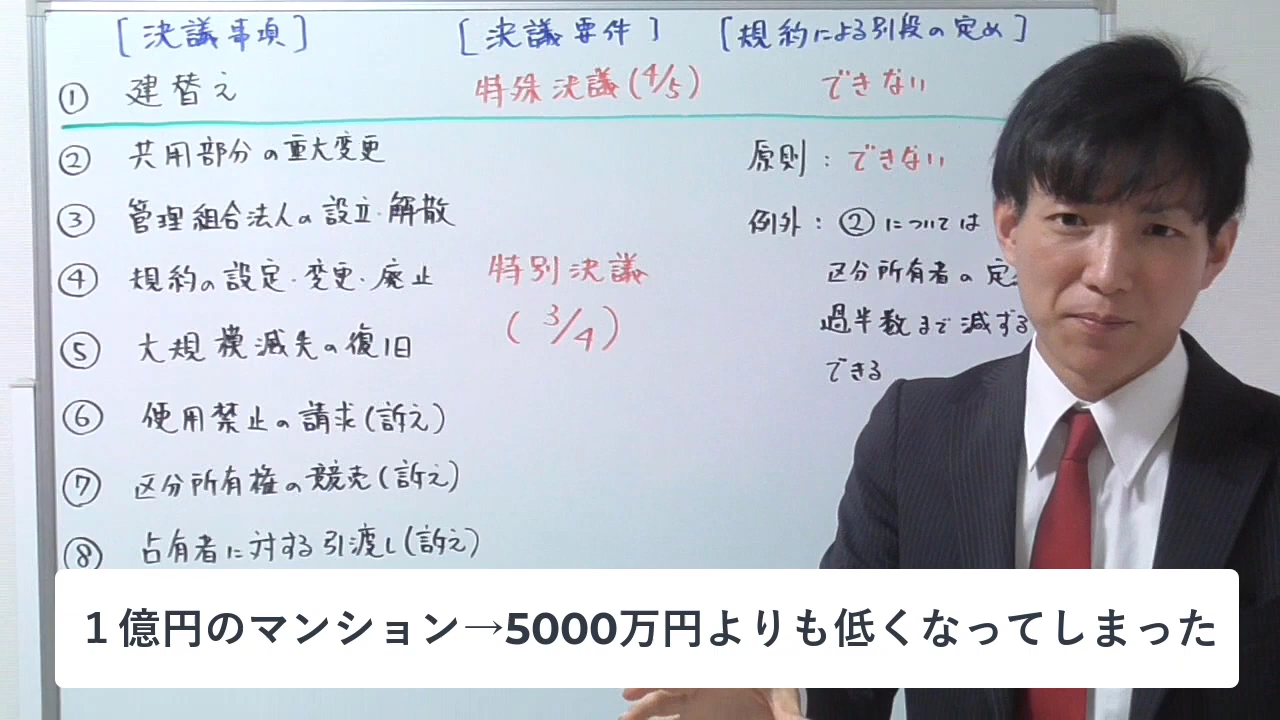 [決議事項] [決議要件] [規約による別段の定め]
① 建替え 特殊決議(4/5) できない
② 共用部分の重大変更 原則：できない
③ 管理組合法人の設立・解散 例外：②については
④ 規約の設定・変更・廃止 特別決議 区分所有者の定
(3/4) 過半数まで減ずる
⑤ 大規模滅失の復旧 できる
⑥ 使用禁止の請求(訴え)
⑦ 区分所有権の競売(訴え)
⑧ 占有者に対する引渡し(訴え)
１億円のマンション→5000万円よりも低くなってしまった